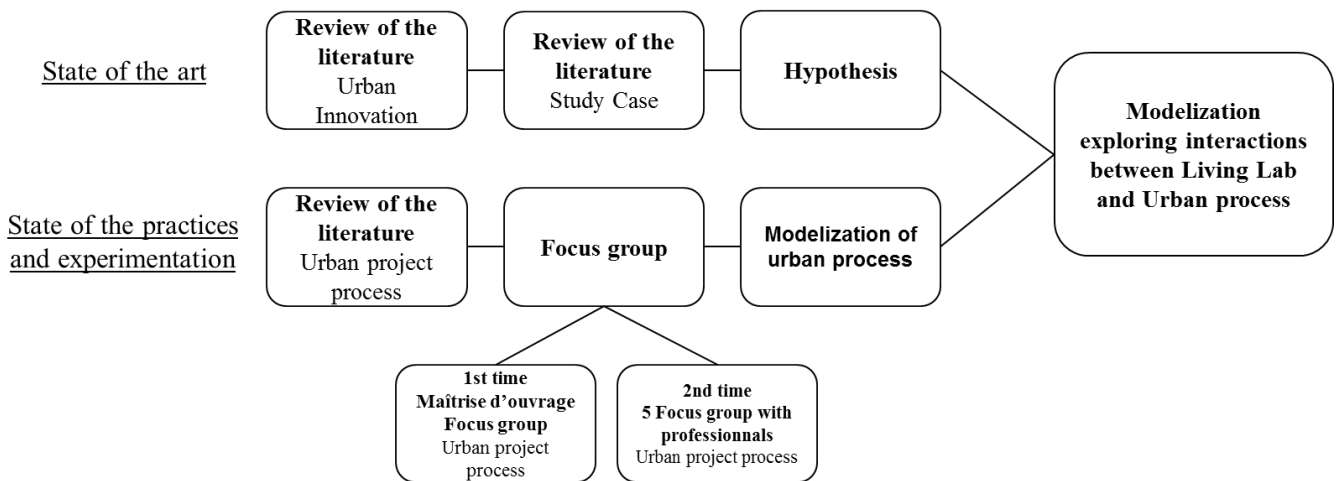 State of the art
Review of the
literature
Urban
Innovation
Review of the
literature
Study Case
Hypothesis
Modelization
exploring interactions
between Living Lab
and Urban process
State of the practices
and experimentation
Review of the
literature
Urban project
process
Focus group
Modelization of
urban process
1st time
Maîtrise d’ouvrage
Focus group
Urban project
process
2nd time
5 Focus group with
professionnals
Urban project process